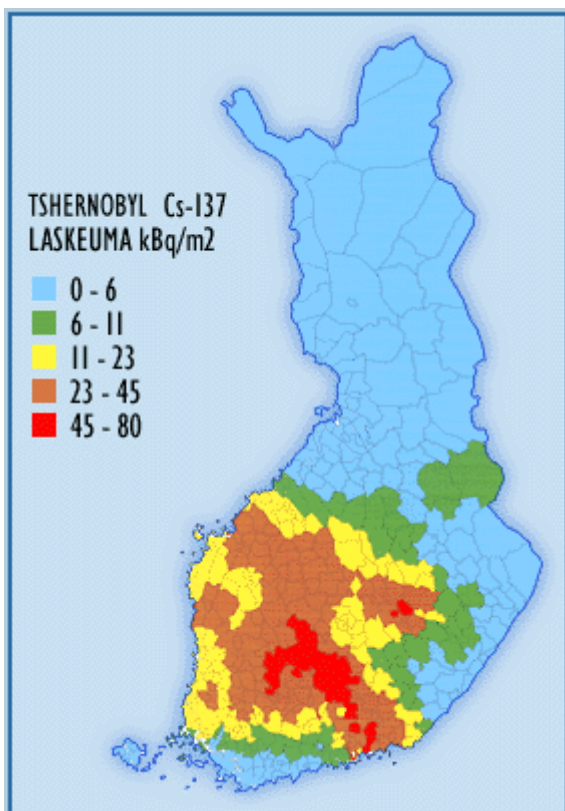 TSHERNOBYL Cs-137
LASKEUMA kBq/m2
0 - 6
6 - 11
11 - 23
23 - 45
45 - 80